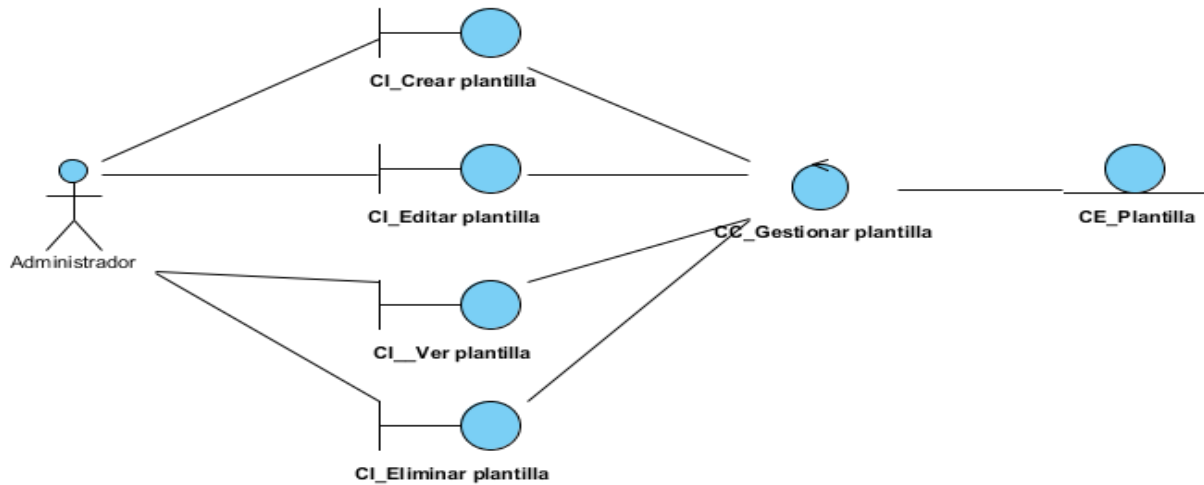 CI_Crear plantilla
CI_Editar plantilla
CC_Gestionar plantilla
CE_Plantilla
Administrador
CI__Ver plantilla
CI_Eliminar plantilla